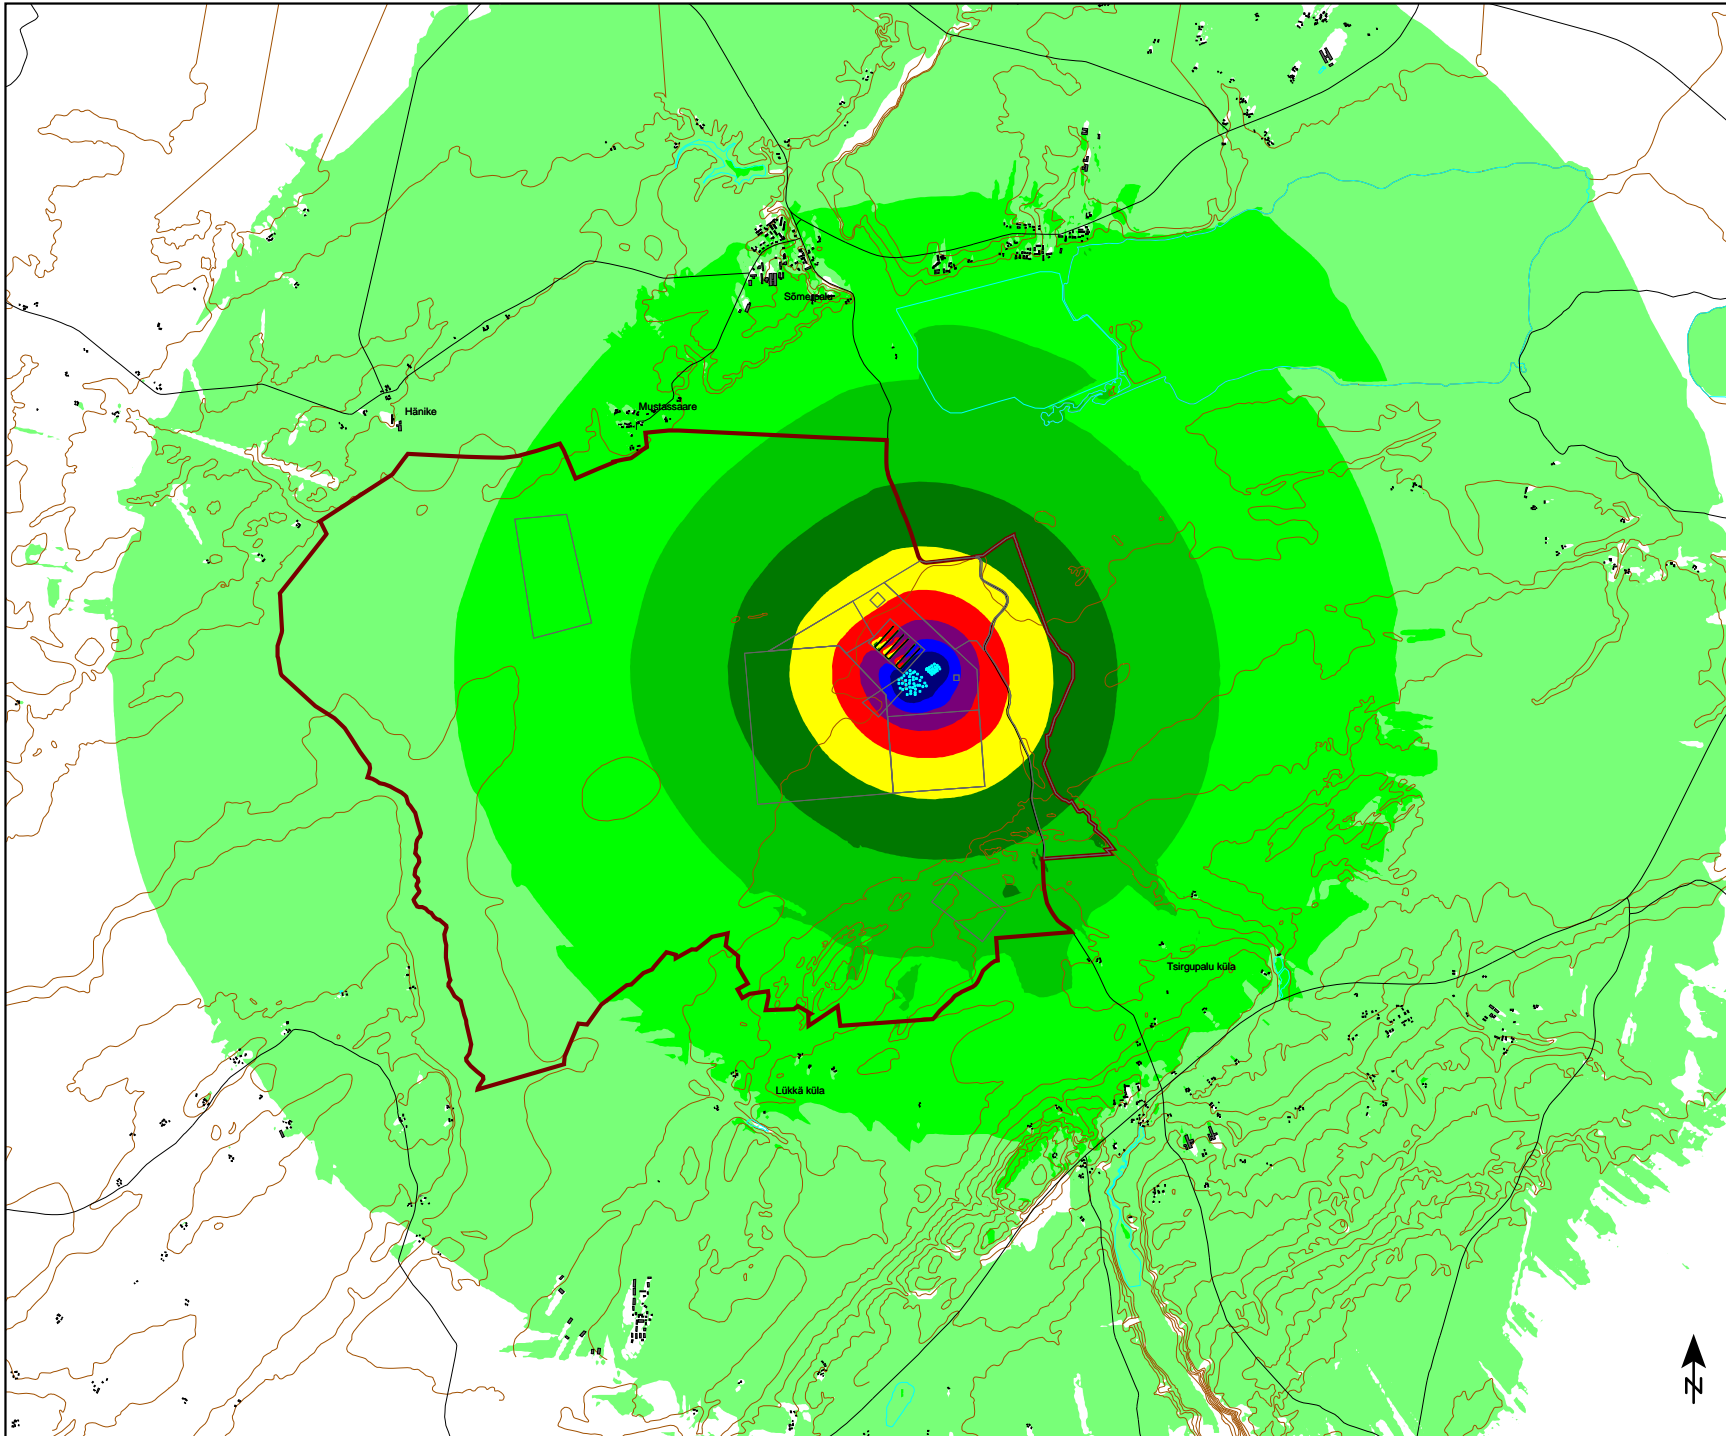 Sõmerpalu
Mustassaare
Hänike
Tsirgupalu küla
Lükkä küla
N